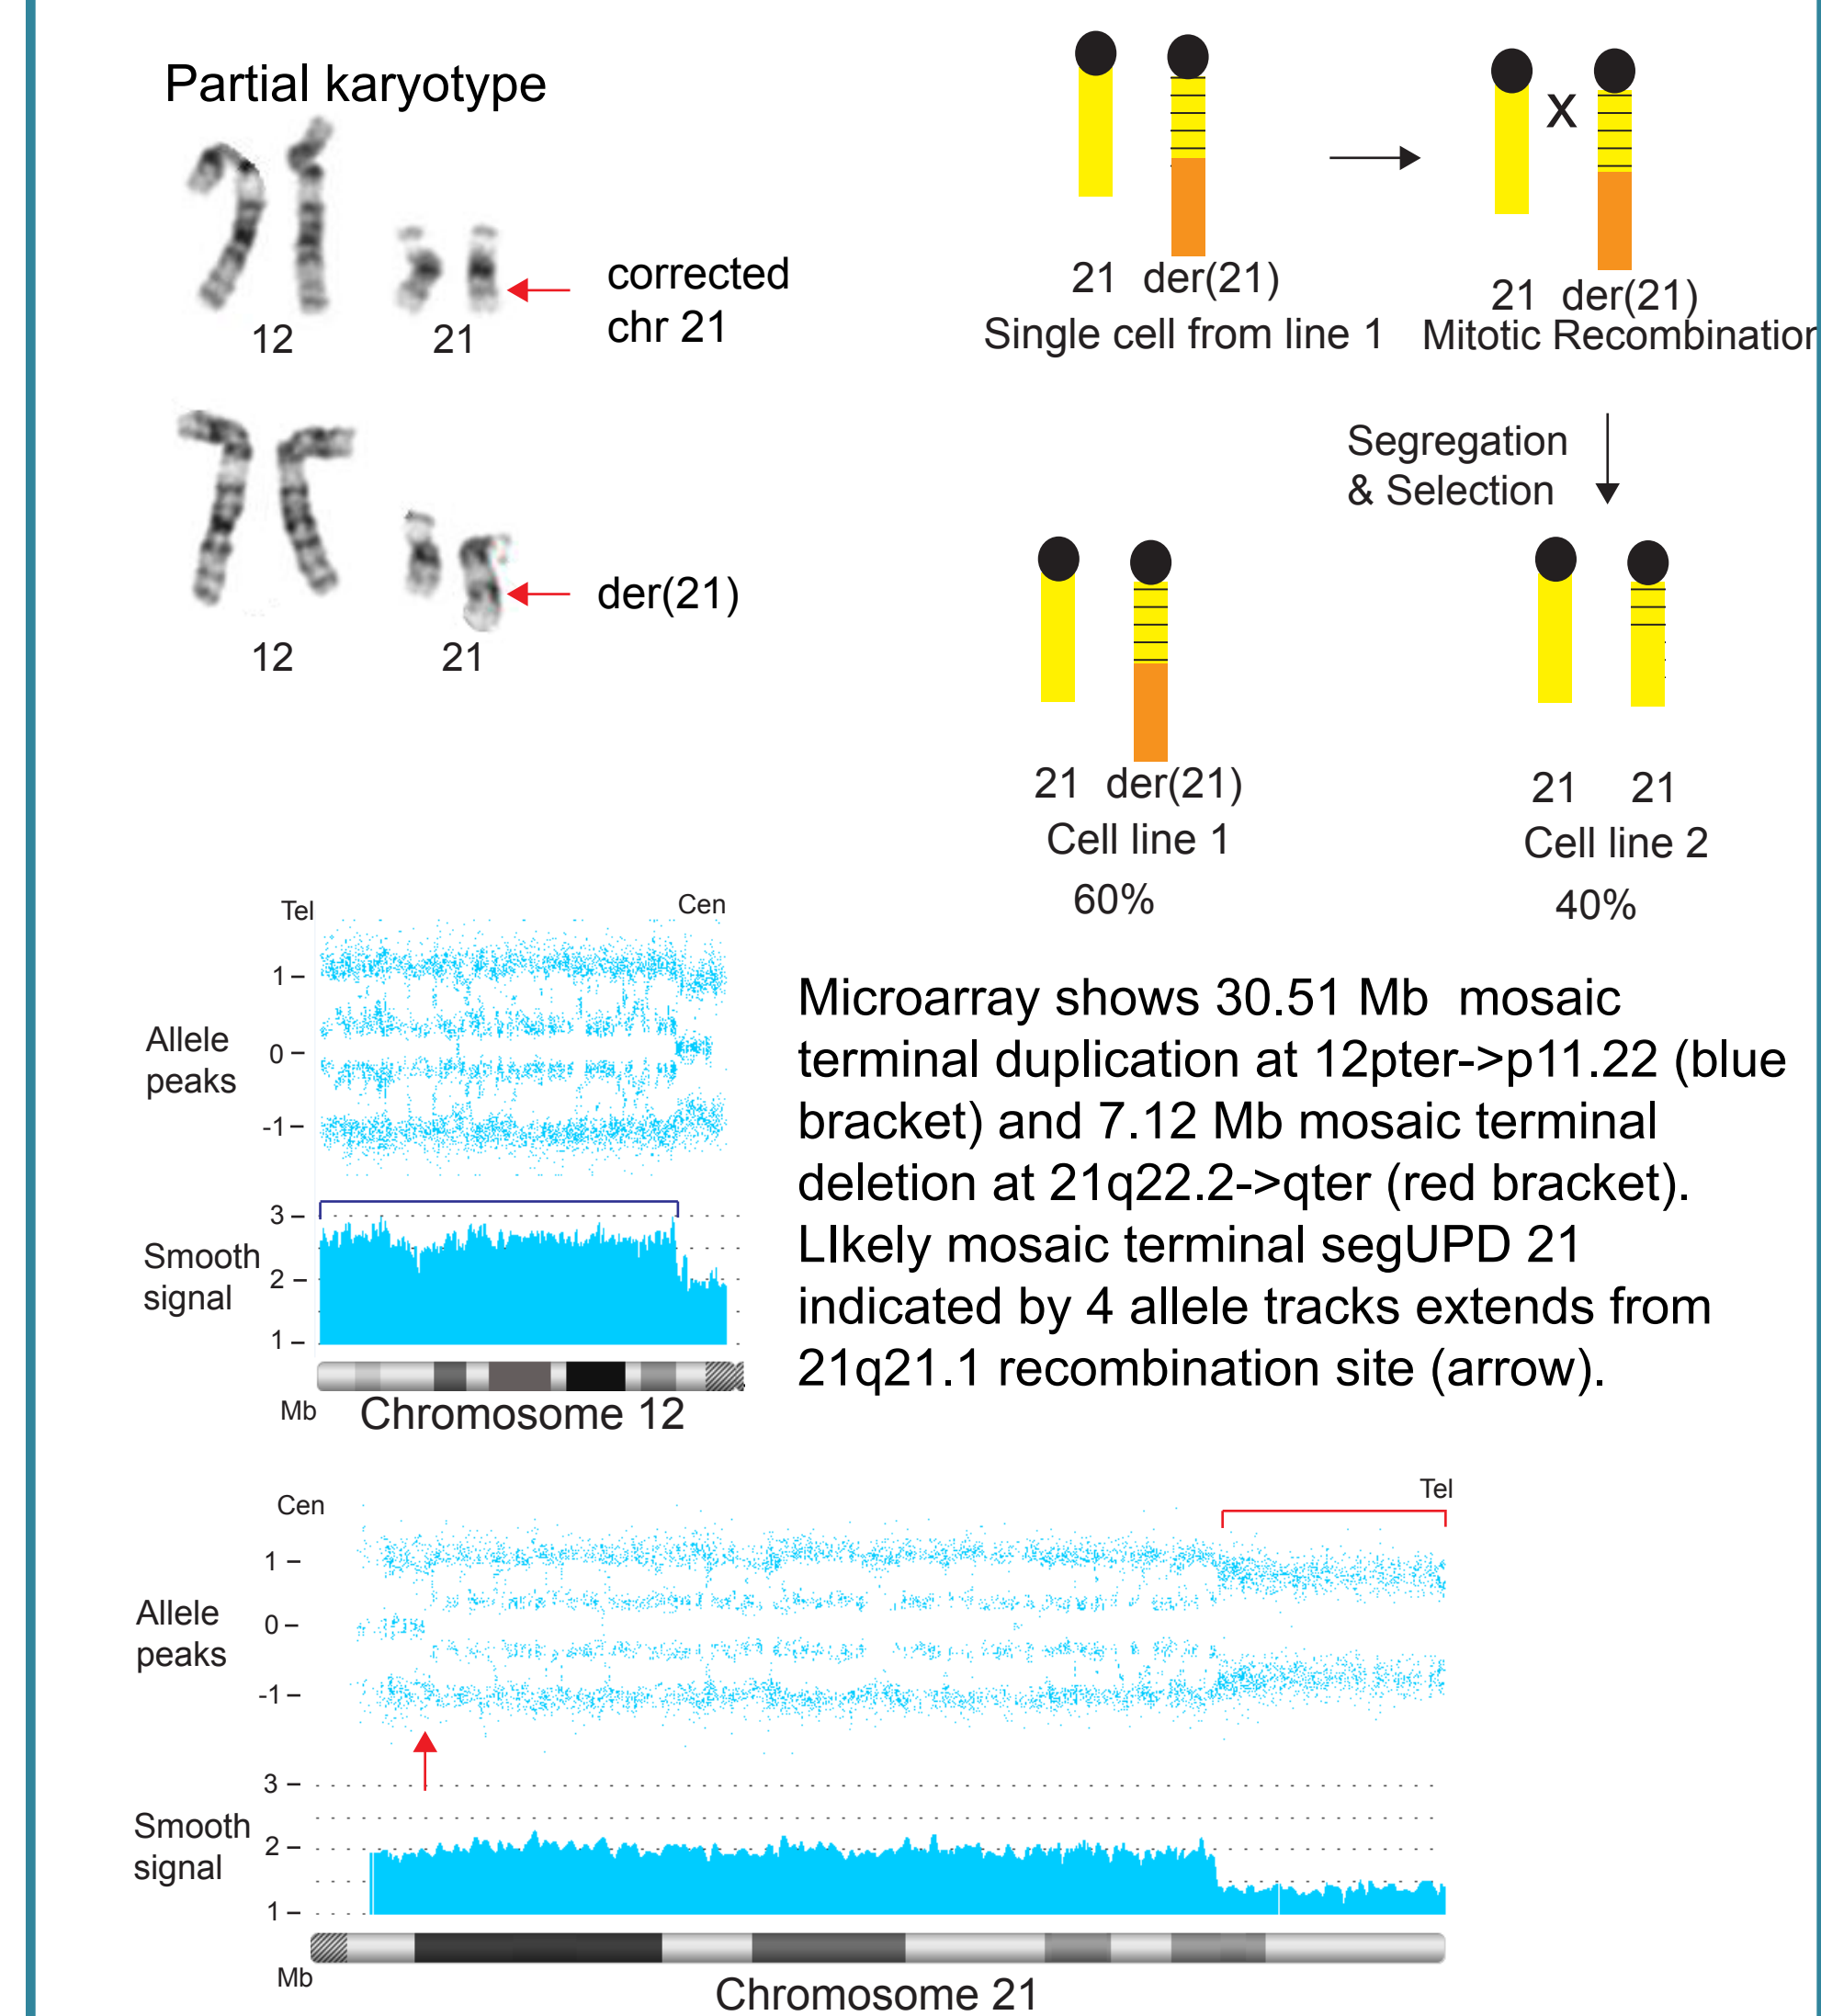 Partial karyotype
12
21
corrected
chr 21
12
21
der(21)
21 der(21)
Single cell from line 1
X
21 der(21)
Mitotic Recombination
Segregation
& Selection
21 der(21)
Cell line 1
60%
21 21
Cell line 2
40%
Tel
Cen
Allele
peaks
1
0
-1
Smooth
signal
3
2
1
Mb
Chromosome 12
Microarray shows 30.51 Mb mosaic
terminal duplication at 12pter->p11.22 (blue
bracket) and 7.12 Mb mosaic terminal
deletion at 21q22.2->qter (red bracket).
LIkely mosaic terminal segUPD 21
indicated by 4 allele tracks extends from
21q21.1 recombination site (arrow).
Cen
Tel
Allele
peaks
1
0
-1
Smooth
signal
3
2
1
Mb
Chromosome 21